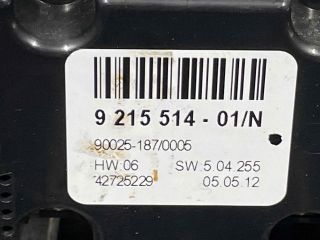 9 215 514 - 01/N
90025-187/0005
HW 06 SW 5.04.255
42725229 05.05.12